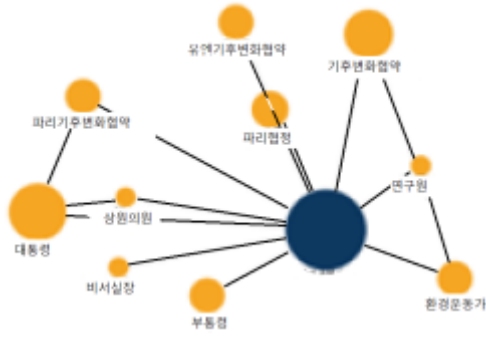 유엔기후변화협약
기후변화협약
파리기후변화협약
파리협정
연구원
상원의원
대통령
비서실장
환경운동가
부통령